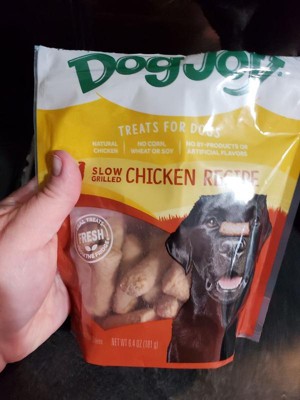 DogJoy
TREATS FOR DOGS
NATURAL CHICKEN
NO CORN, WHEAT OR SOY
NO BY-PRODUCTS OR ARTIFICIAL FLAVORS
SLOW GRILLED
CHICKEN RECIPE
FRESH
NET WT 6.4 OZ (181 g)